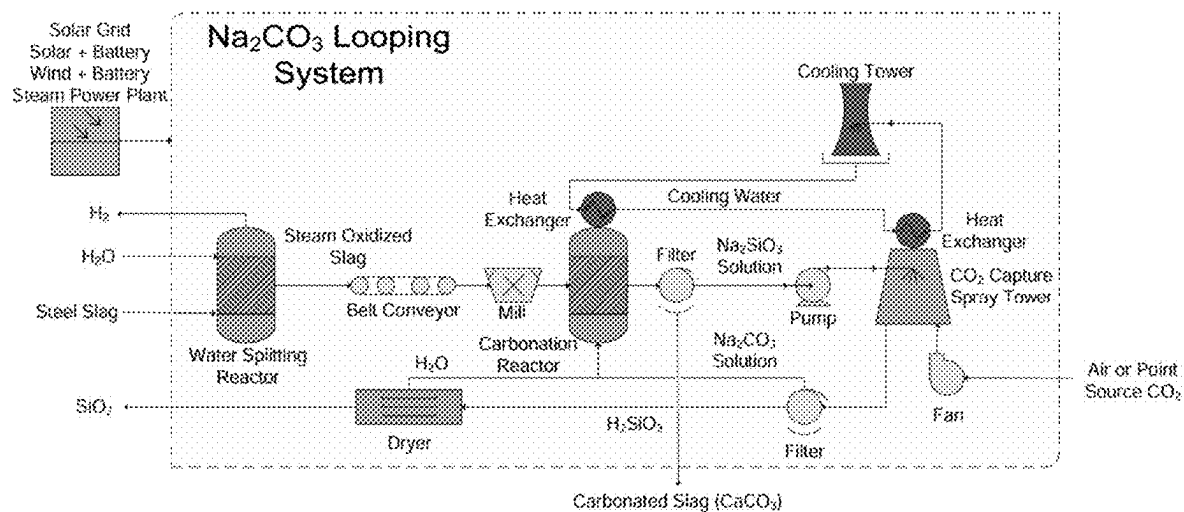 Solar Grid
Solar + Battery
Wind + Battery
Steam Power Plant
Na₂CO₃ Looping
System
Cooling Tower
Heat
Exchanger
Cooling Water
Heat
Exchanger
H₂
H₂O
Steel Slag
Steam Oxidized
Slag
Belt Conveyor
Mill
Filter
Na₂SiO₃
Solution
Pump
CO₂ Capture
Spray Tower
Water Splitting
Reactor
Carbonation
Reactor
H₂O
Na₂CO₃
Solution
Air or Point
Source CO₂
Fan
SiO₂
Dryer
H₂SiO₃
Filter
Carbonated Slag (CaCO₃)